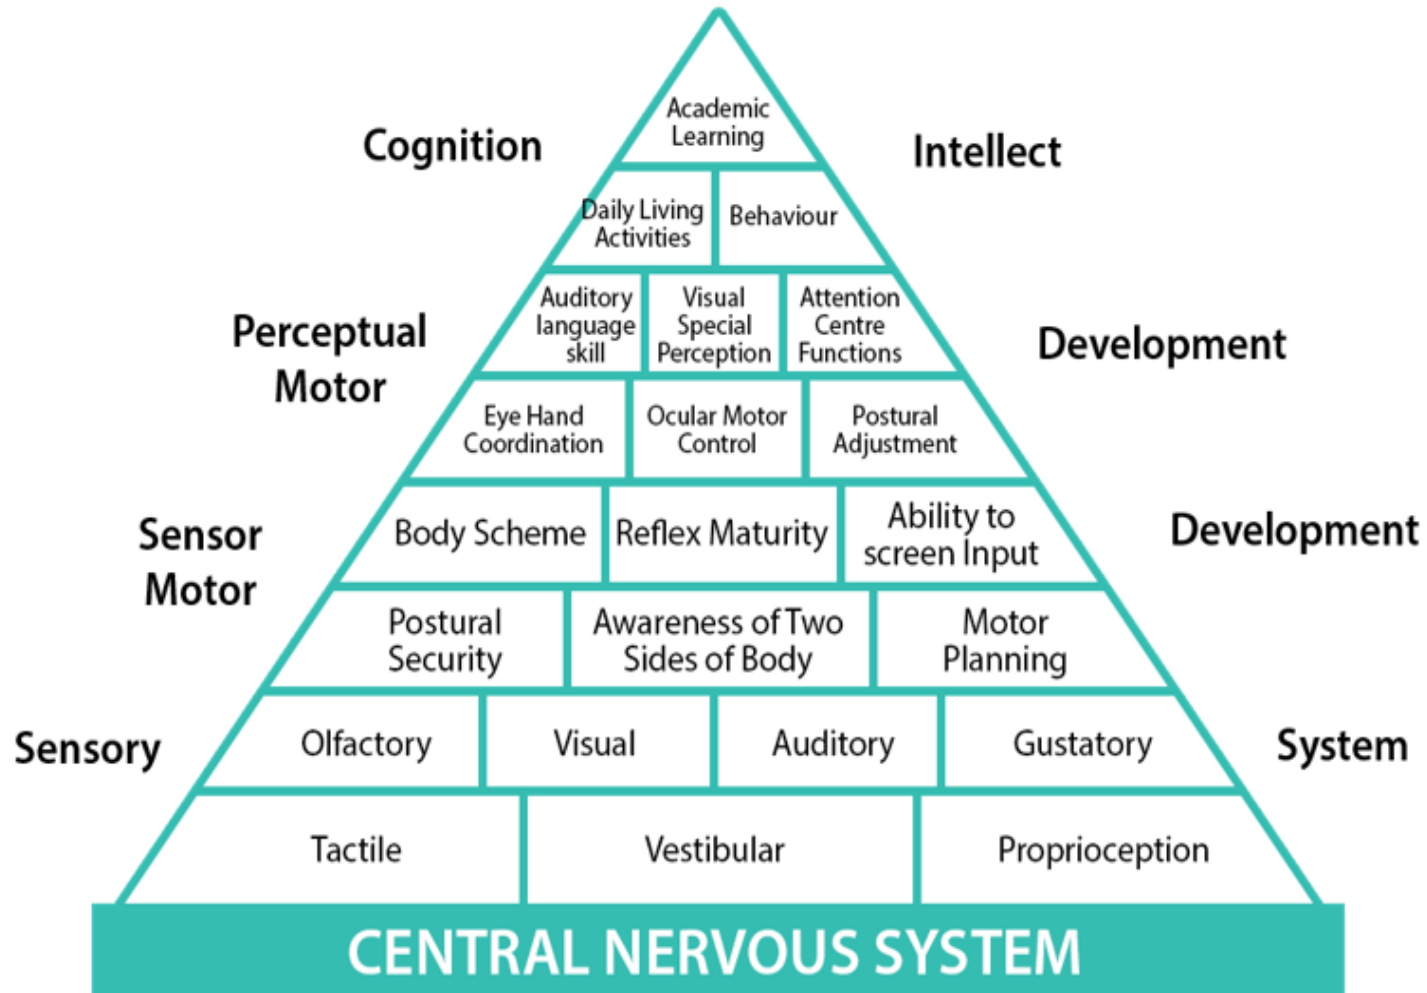 Academic
Learning
Cognition
Intellect
Daily Living
Activities
Behaviour
Auditory
language
skill
Visual
Special
Perception
Attention
Centre
Functions
Perceptual
Motor
Development
Eye Hand
Coordination
Ocular Motor
Control
Postural
Adjustment
Sensor
Motor
Body Scheme
Reflex Maturity
Ability to
screen Input
Development
Postural
Security
Awareness of Two
Sides of Body
Motor
Planning
Sensory
Olfactory
Visual
Auditory
Gustatory
System
Tactile
Vestibular
Proprioception
CENTRAL NERVOUS SYSTEM